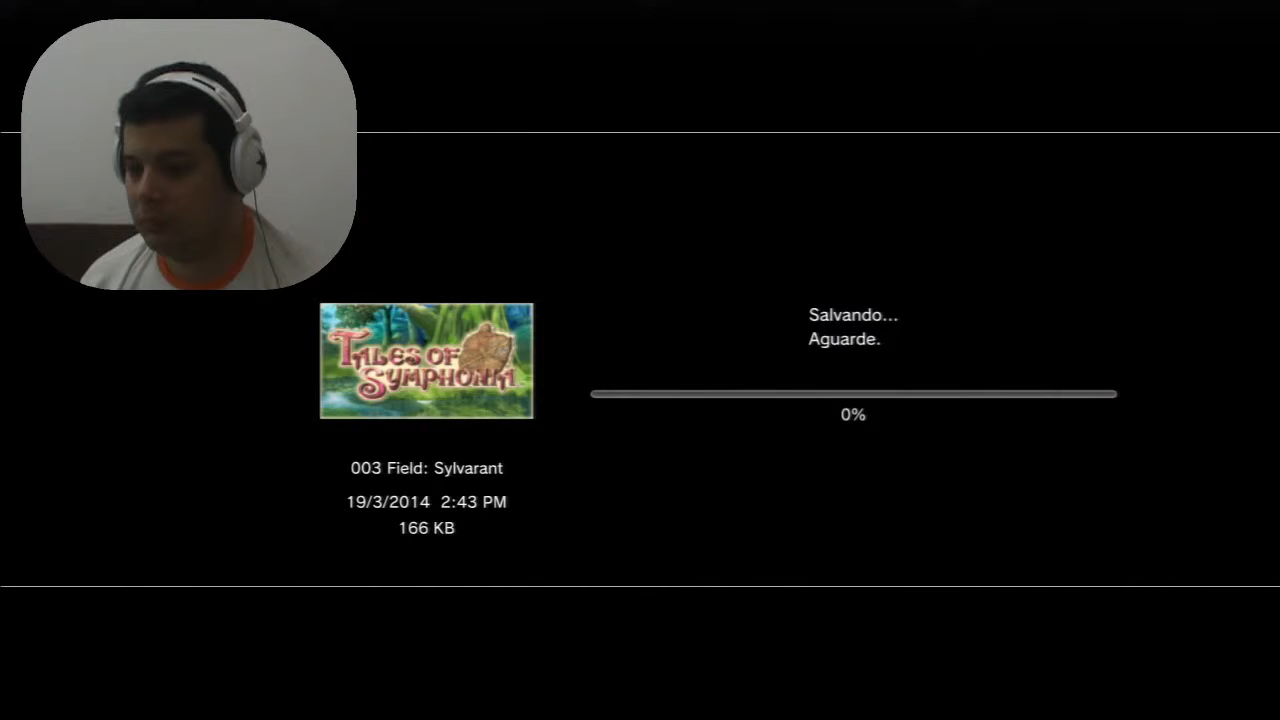 TALES OF
SYMPHONIA
Salvando...
Aguarde.
0%
003 Field: Sylvarant
19/3/2014 2:43 PM
166 KB